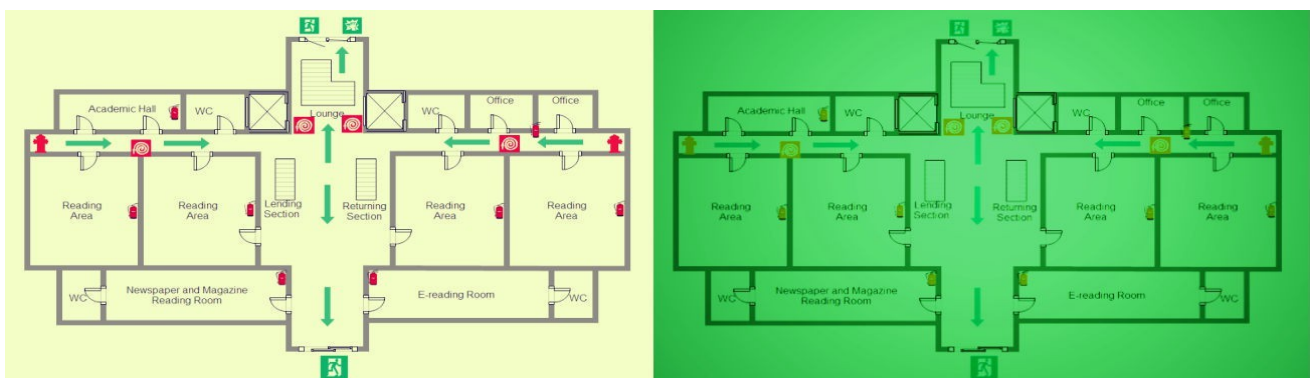 Academic Hall
WC
Lounge
WC
Office
Office
Reading
Area
Reading
Area
Lending
Section
Returning
Section
Reading
Area
Reading
Area
WC
Newspaper and Magazine
Reading Room
E-reading Room
WC
Academic Hall
WC
Lounge
WC
Office
Office
Reading
Area
Reading
Area
Lending
Section
Returning
Section
Reading
Area
Reading
Area
WC
Newspaper and Magazine
Reading Room
E-reading Room
WC